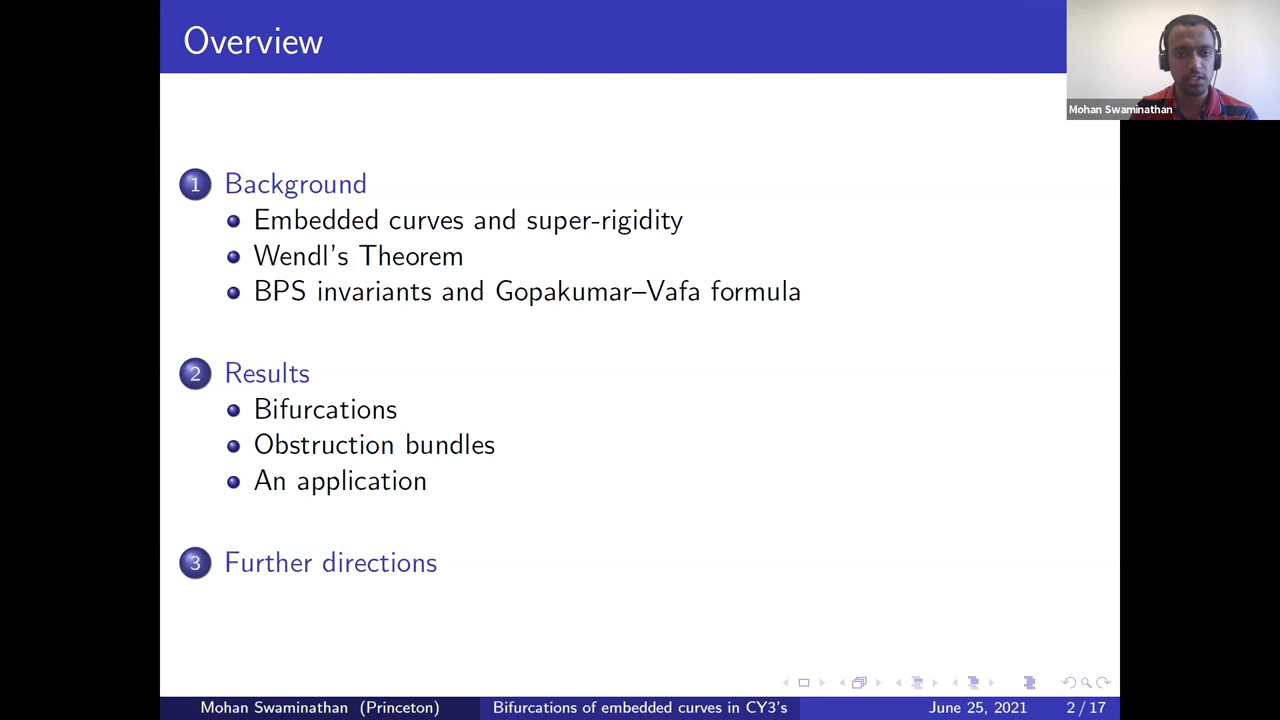 Overview
Mohan Swaminathan
1 Background
Embedded curves and super-rigidity
Wendl's Theorem
BPS invariants and Gopakumar–Vafa formula
2 Results
Bifurcations
Obstruction bundles
An application
3 Further directions
Mohan Swaminathan (Princeton) Bifurcations of embedded curves in CY3's June 25, 2021 2 / 17